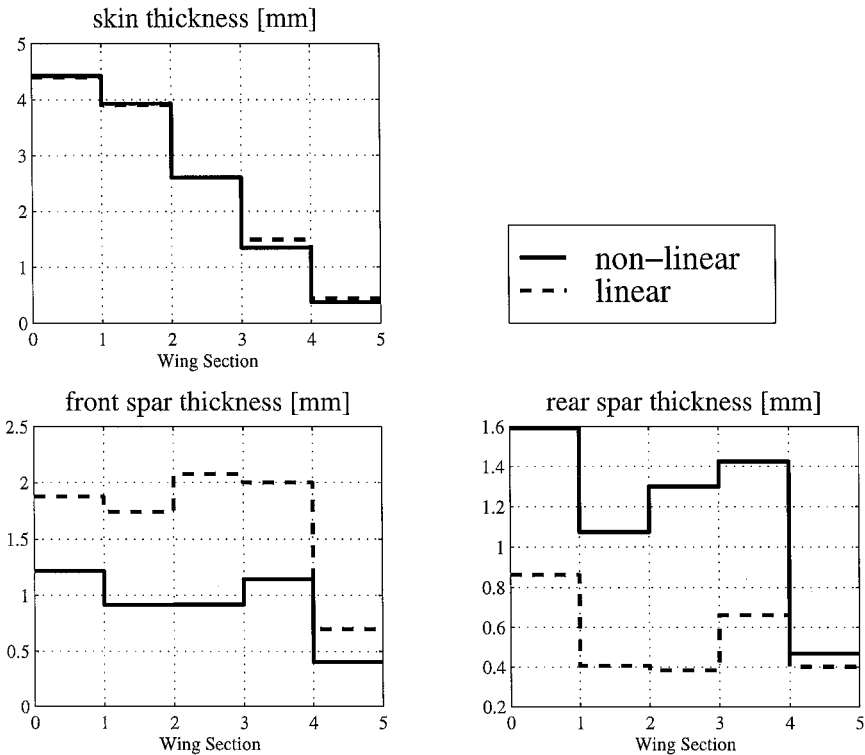 skin thickness [mm]
5
4
3
2
1
0
0 1 2 3 4 5
Wing Section
non-linear
linear
front spar thickness [mm]
2.5
2
1.5
1
0.5
0
0 1 2 3 4 5
Wing Section
rear spar thickness [mm]
1.6
1.4
1.2
1
0.8
0.6
0.4
0.2
0 1 2 3 4 5
Wing Section